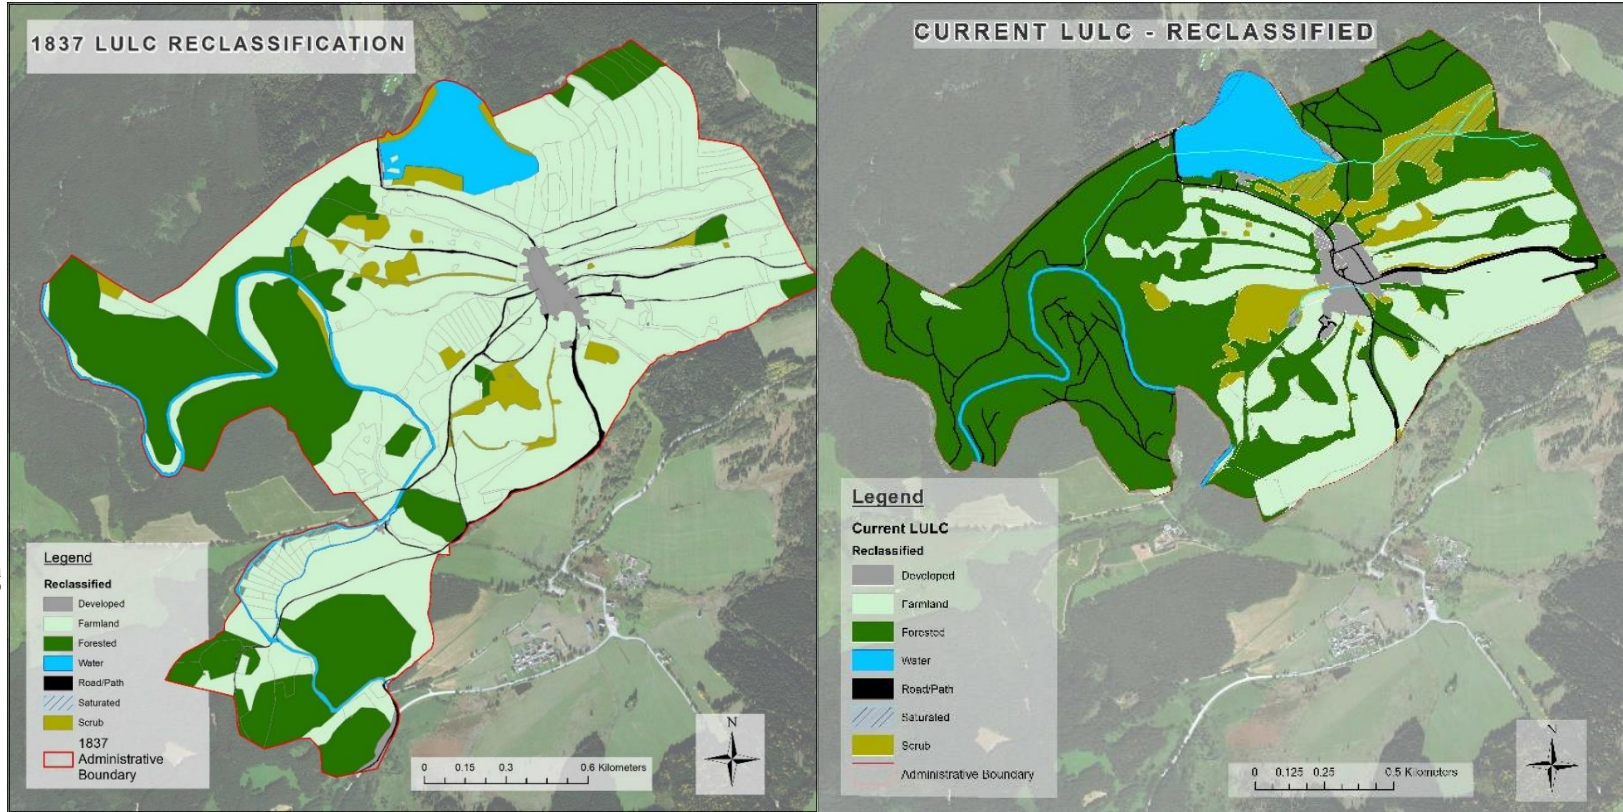 1837 LULC RECLASSIFICATION
Legend
Reclassified
Developed
Farmland
Forested
Water
Road/Path
Saturated
Scrub
1837
Administrative
Boundary
0 0.15 0.3 0.6 Kilometers
N
CURRENT LULC - RECLASSIFIED
Legend
Current LULC
Reclassified
Developed
Farmland
Forested
Water
Road/Path
Saturated
Scrub
Administrative Boundary
0 0.125 0.25 0.5 Kilometers
N